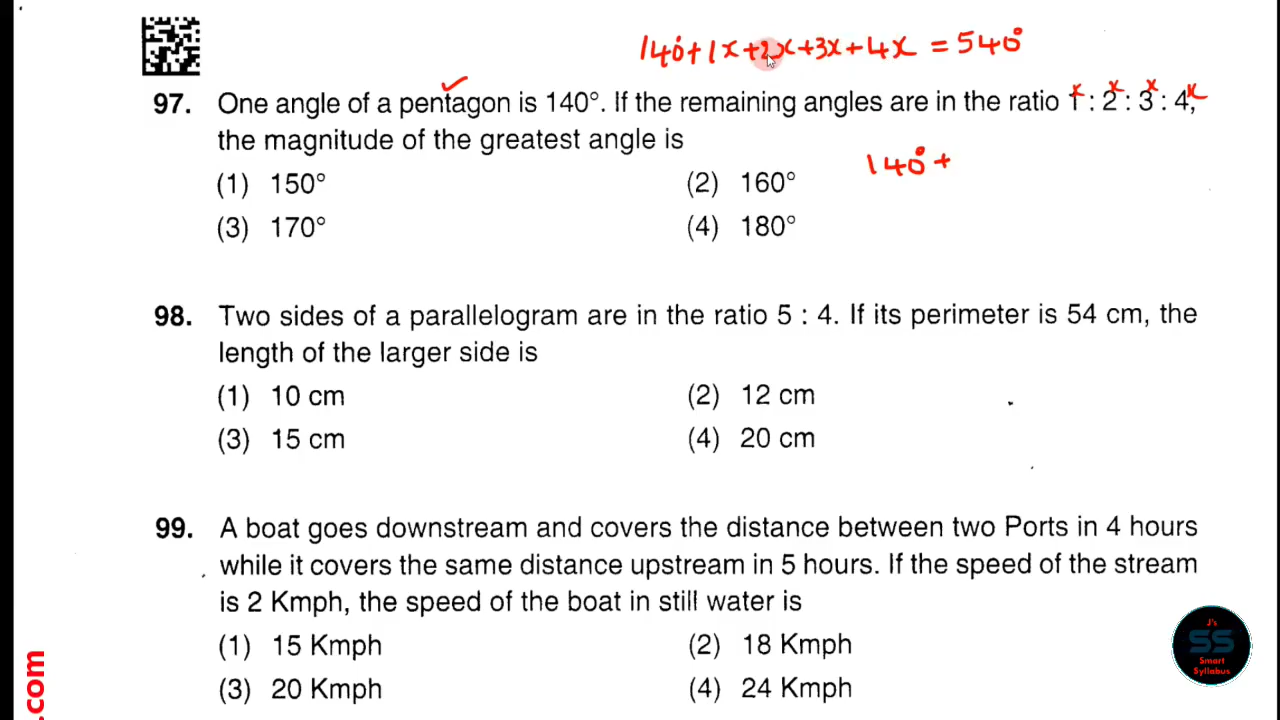 140°+1x+2x+3x+4x = 540°
97. One angle of a pentagon is 140°. If the remaining angles are in the ratio 1x : 2x : 3x : 4x,
the magnitude of the greatest angle is
140°+
(1) 150° (2) 160°
(3) 170° (4) 180°
98. Two sides of a parallelogram are in the ratio 5 : 4. If its perimeter is 54 cm, the
length of the larger side is
(1) 10 cm (2) 12 cm
(3) 15 cm (4) 20 cm
99. A boat goes downstream and covers the distance between two Ports in 4 hours
while it covers the same distance upstream in 5 hours. If the speed of the stream
is 2 Kmph, the speed of the boat in still water is
(1) 15 Kmph (2) 18 Kmph
(3) 20 Kmph (4) 24 Kmph
.com
J's
SS
Smart
Syllabus